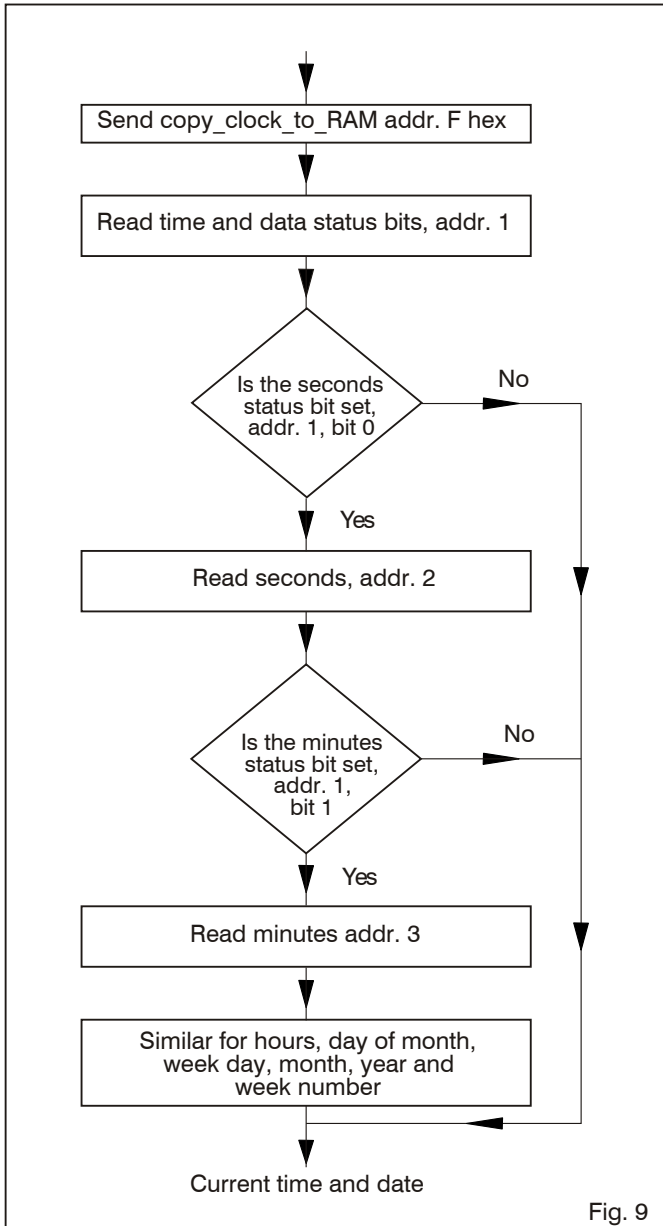 Send copy_clock_to_RAM addr. F hex
Read time and data status bits, addr. 1
Is the seconds
status bit set,
addr. 1, bit 0
No
Yes
Read seconds, addr. 2
Is the minutes
status bit set,
addr. 1,
bit 1
No
Yes
Read minutes addr. 3
Similar for hours, day of month,
week day, month, year and
week number
Current time and date
Fig. 9